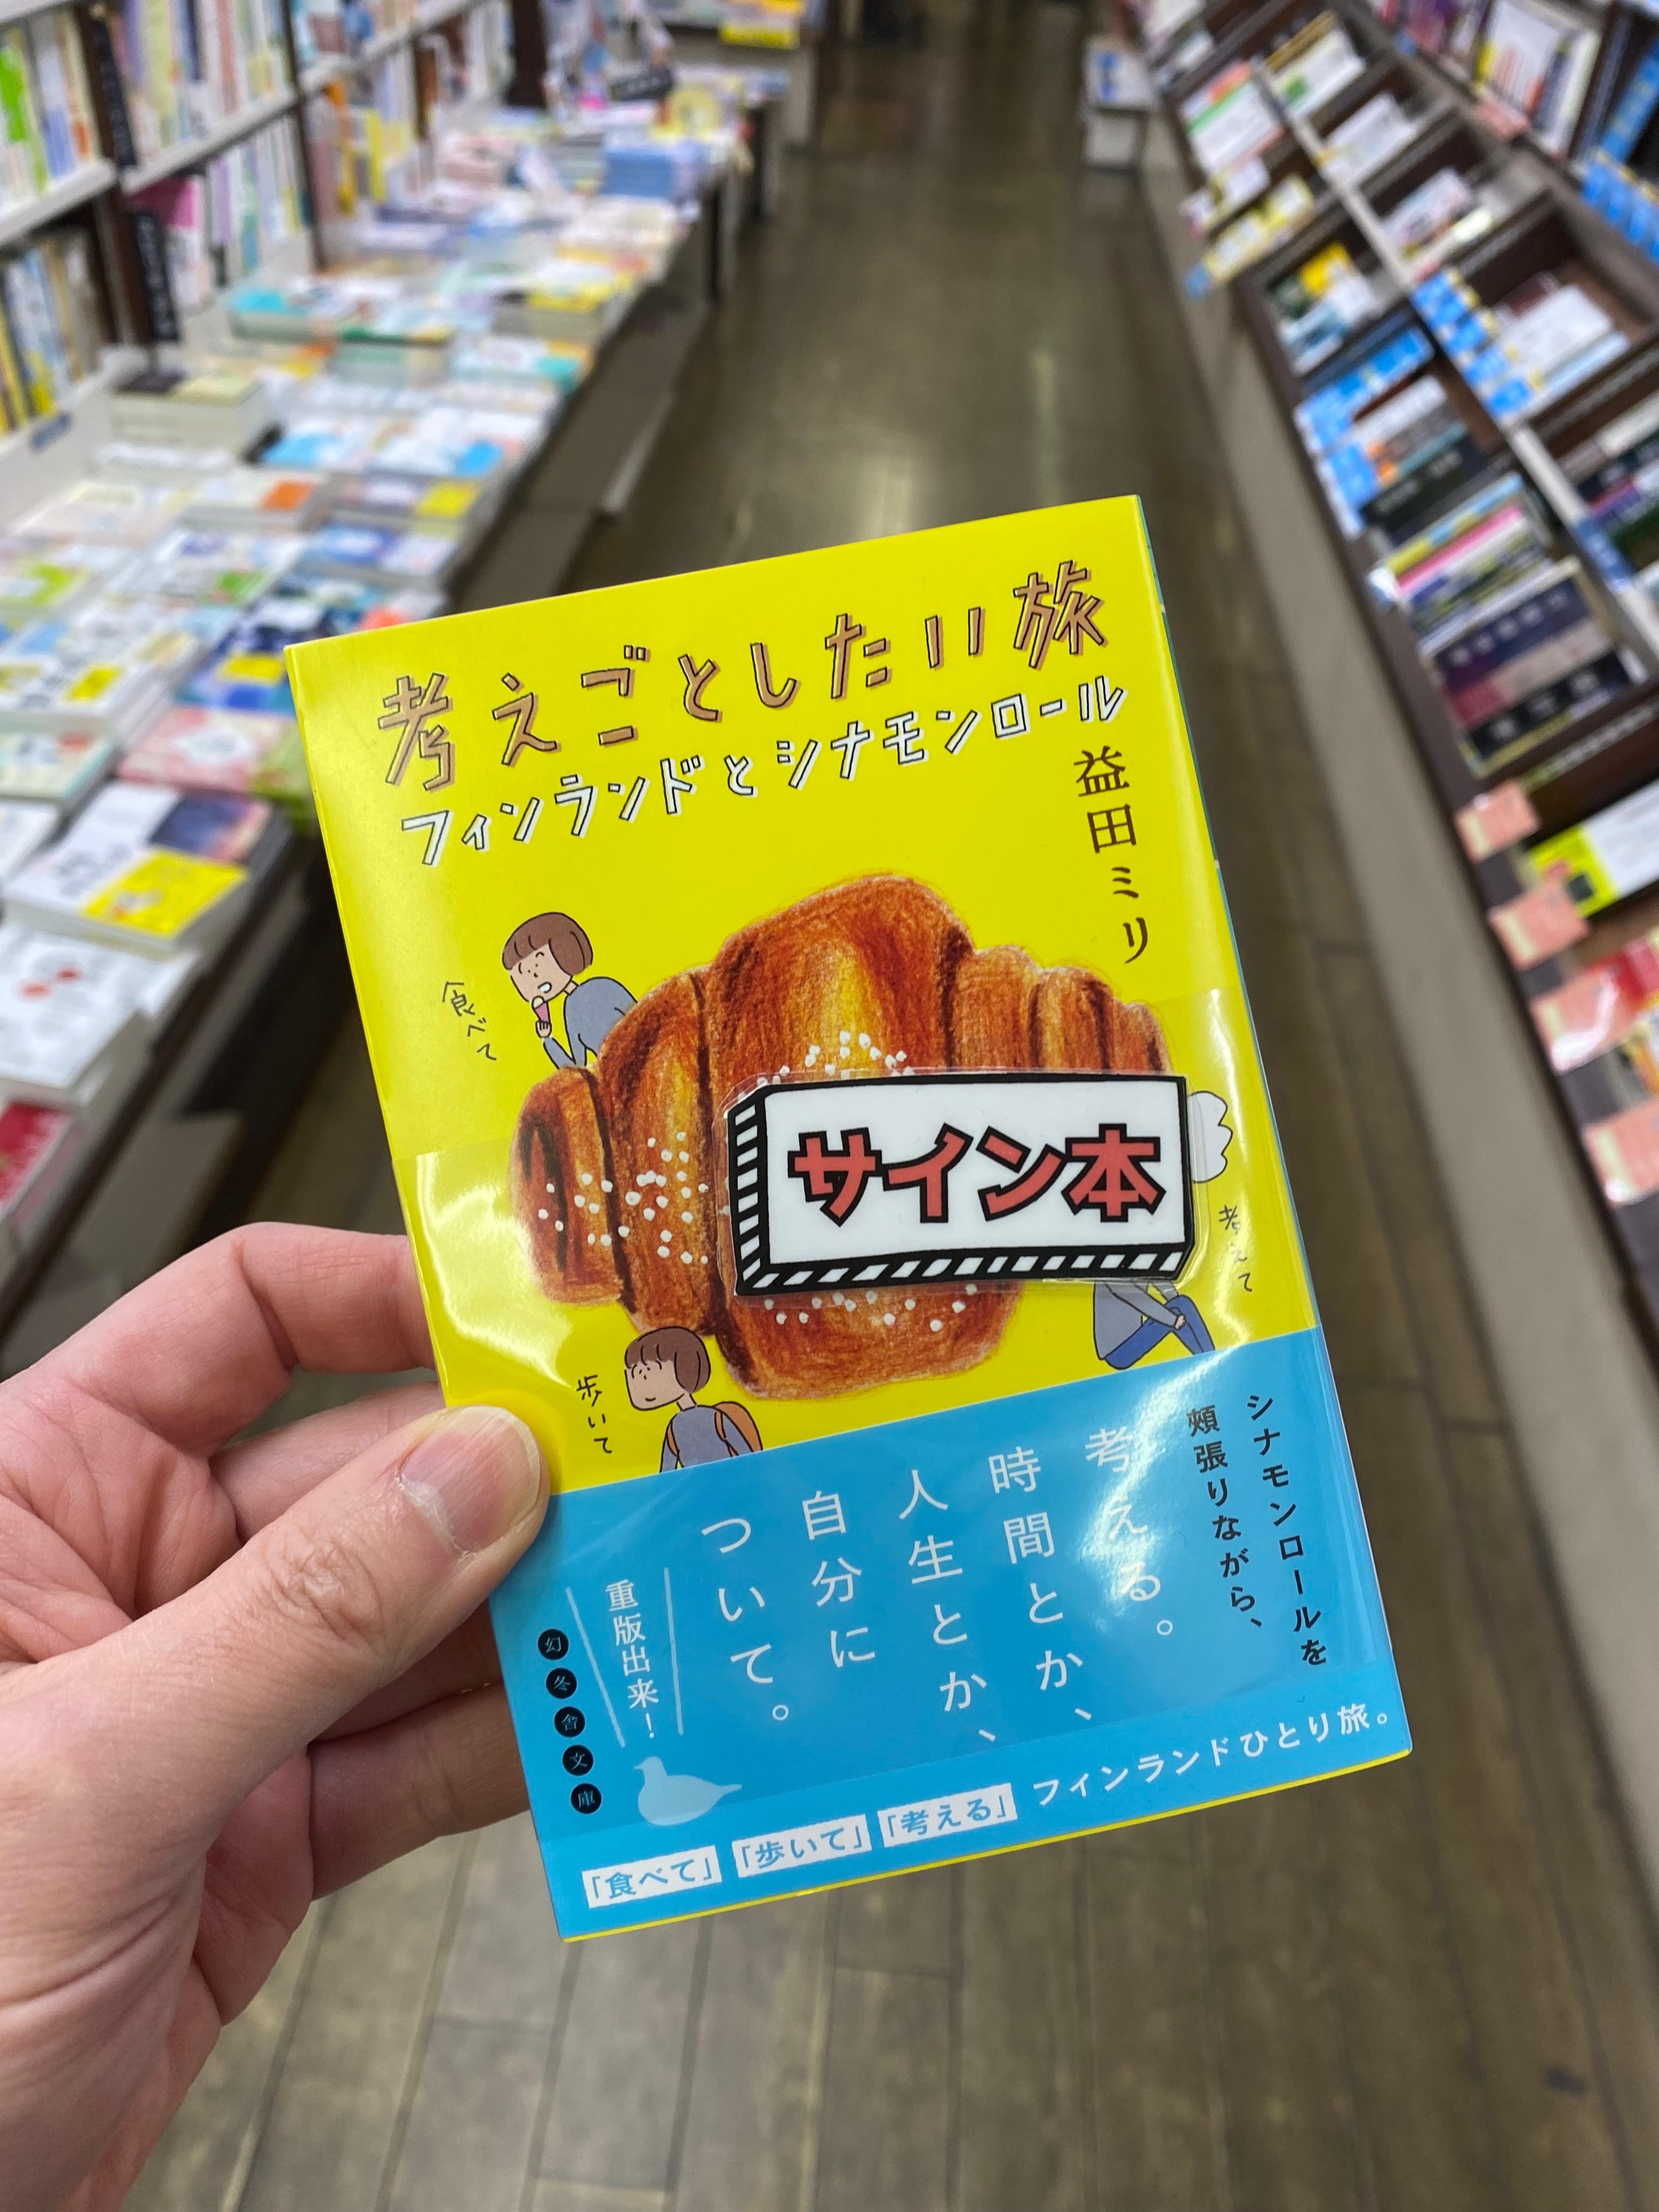 考えごとしたい旅
フィンランドとシナモンロール
益田ミリ
食べて
サイン本
考えて
歩いて
シナモンロールを
頬張りながら、
考える。
時間とか、
人生とか、
自分に
ついて。
重版出来!
幻冬舎文庫
「食べて」「歩いて」「考える」フィンランドひとり旅。